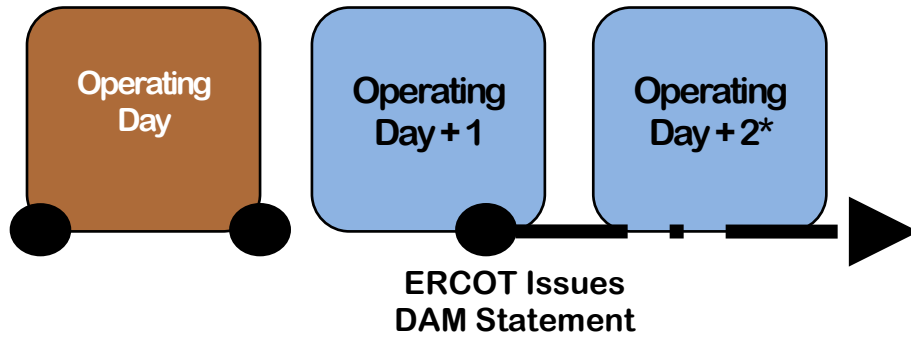 Operating
Day
Operating
Day + 1
Operating
Day + 2*
ERCOT Issues
DAM Statement